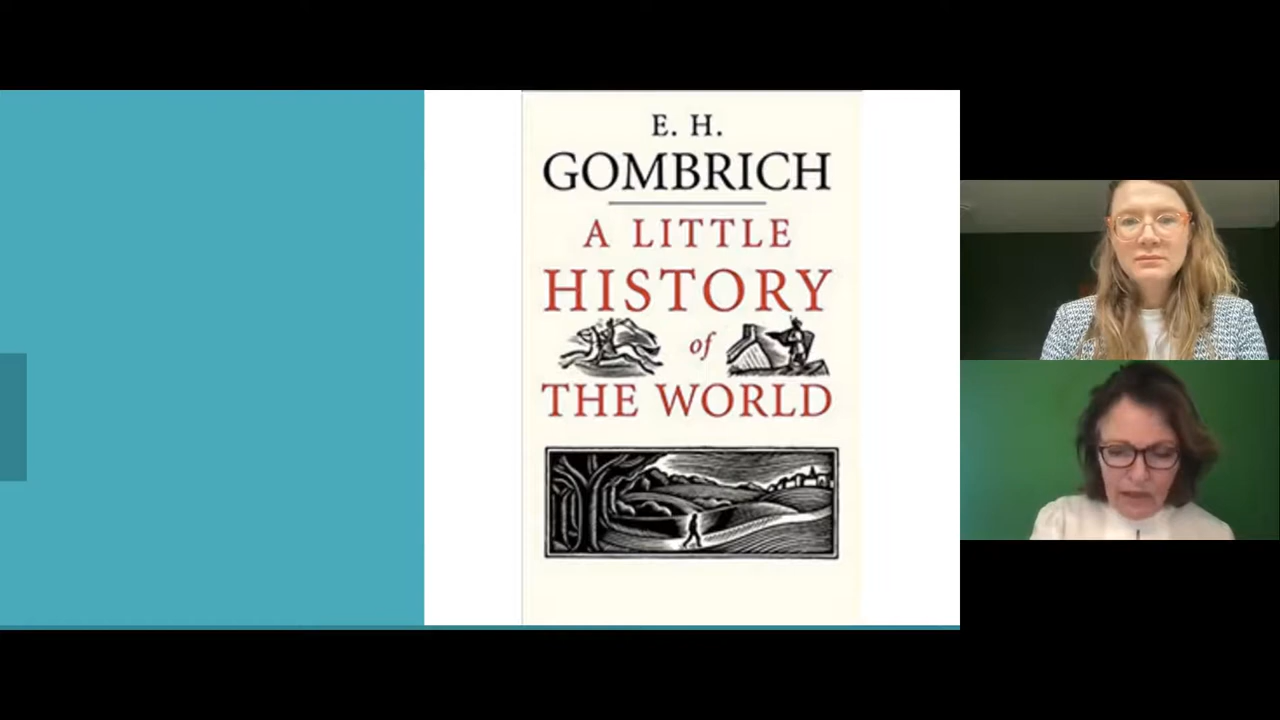 E. H.
GOMBRICH
A LITTLE
HISTORY
of
THE WORLD